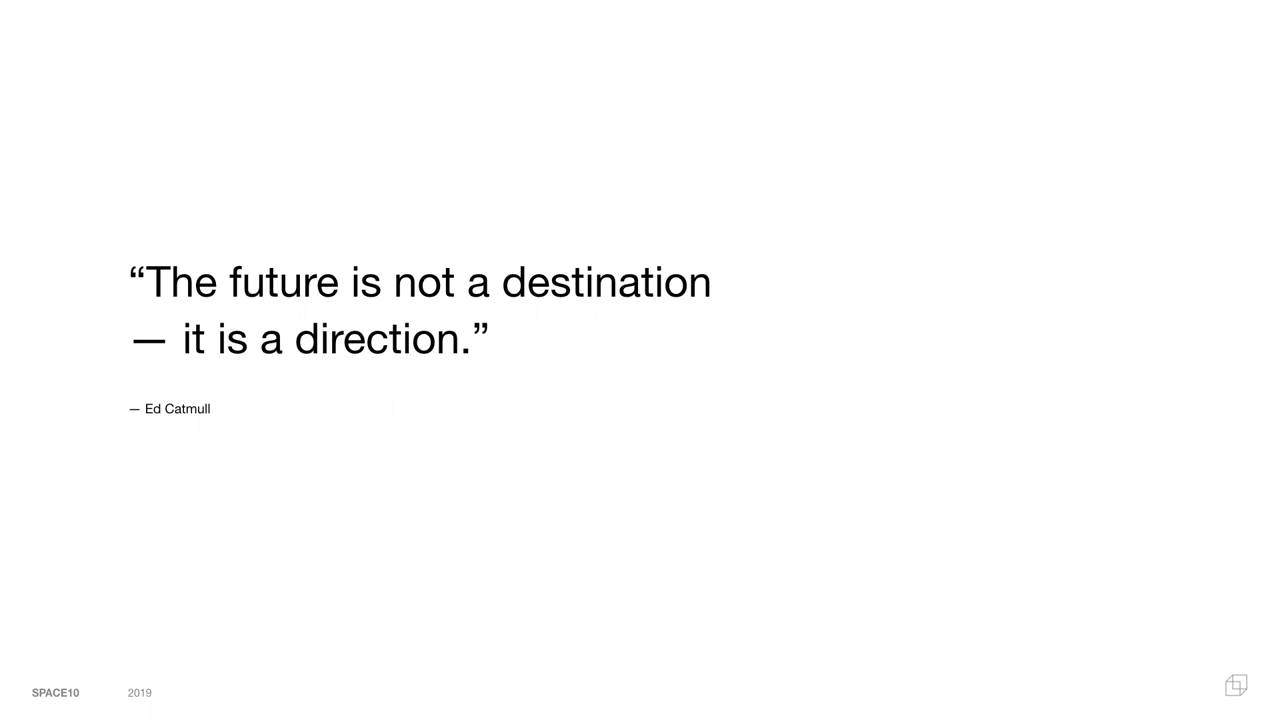 “The future is not a destination
— it is a direction.”
— Ed Catmull
SPACE10 2019